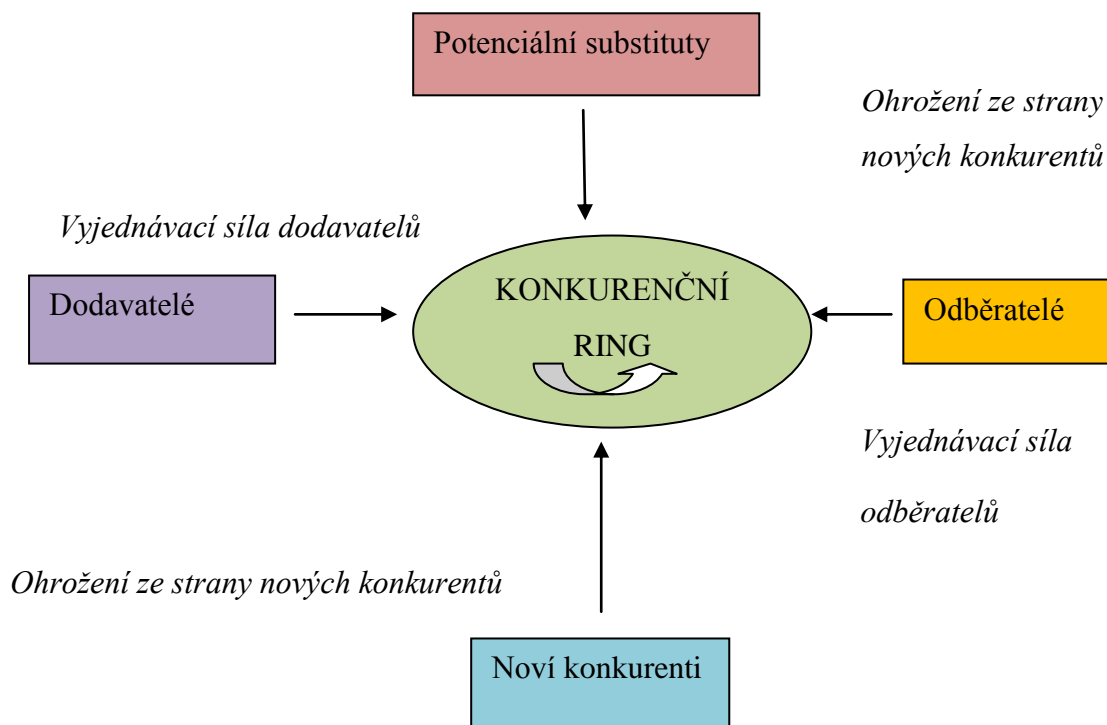 Potenciální substituty
Ohrožení ze strany
nových konkurentů
Vyjednávací síla dodavatelů
Dodavatelé
KONKURENČNÍ
RING
Odběratelé
Vyjednávací síla
odběratelů
Ohrožení ze strany nových konkurentů
Noví konkurenti